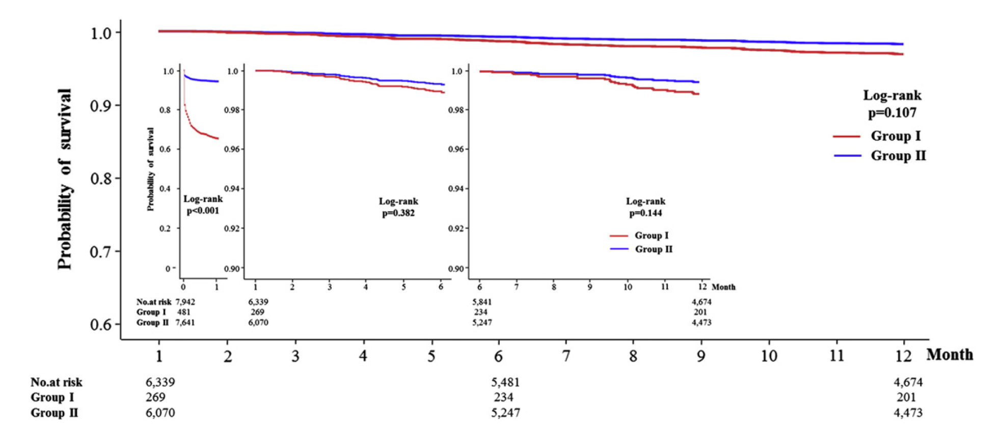 Probability of survival
1.0
0.9
0.8
0.7
0.6
Log-rank
p=0.107
Group I
Group II
Probability of survival
1.0
0.8
0.6
0.4
0.2
0
Log-rank
p<0.001
0 1
1.0
0.98
0.96
0.94
0.92
0.90
Log-rank
p=0.382
1 2 3 4 5 6
1.0
0.98
0.96
0.94
0.92
0.90
Log-rank
p=0.144
Group I
Group II
6 7 8 9 10 11 12 Month
No.at risk 7,942 6,339 5,841 4,674
Group I 481 269 234 201
Group II 7,641 6,070 5,247 4,473
1 2 3 4 5 6 7 8 9 10 11 12 Month
No.at risk 6,339 5,481 4,674
Group I 269 234 201
Group II 6,070 5,247 4,473